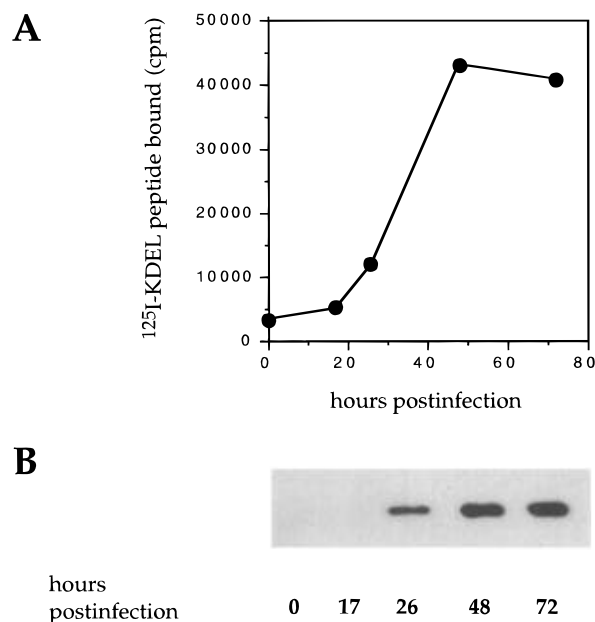 A
¹²⁵I-KDEL peptide bound (cpm)
50000
40000
30000
20000
10000
0
0 20 40 60 80
hours postinfection
B
hours
postinfection 0 17 26 48 72